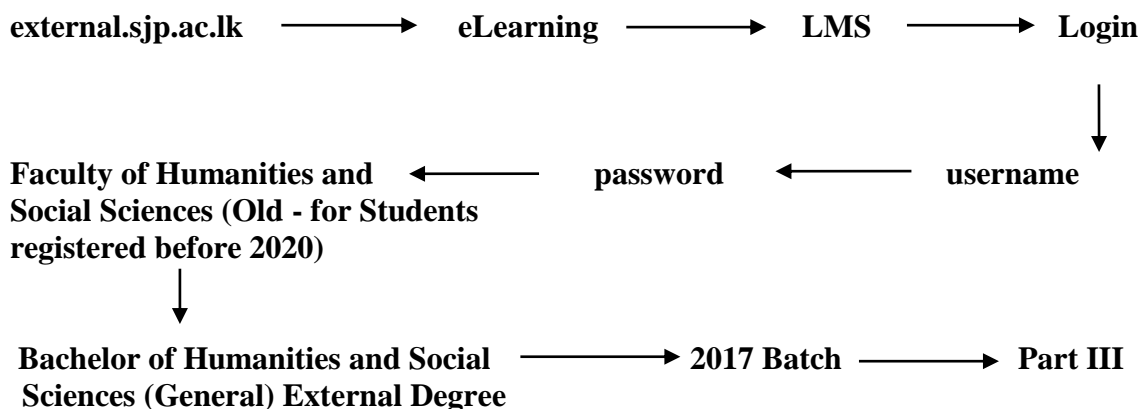 external.sjp.ac.lk eLearning LMS Login
username
password
Faculty of Humanities and
Social Sciences (Old - for Students
registered before 2020)
Bachelor of Humanities and Social
Sciences (General) External Degree
2017 Batch
Part III